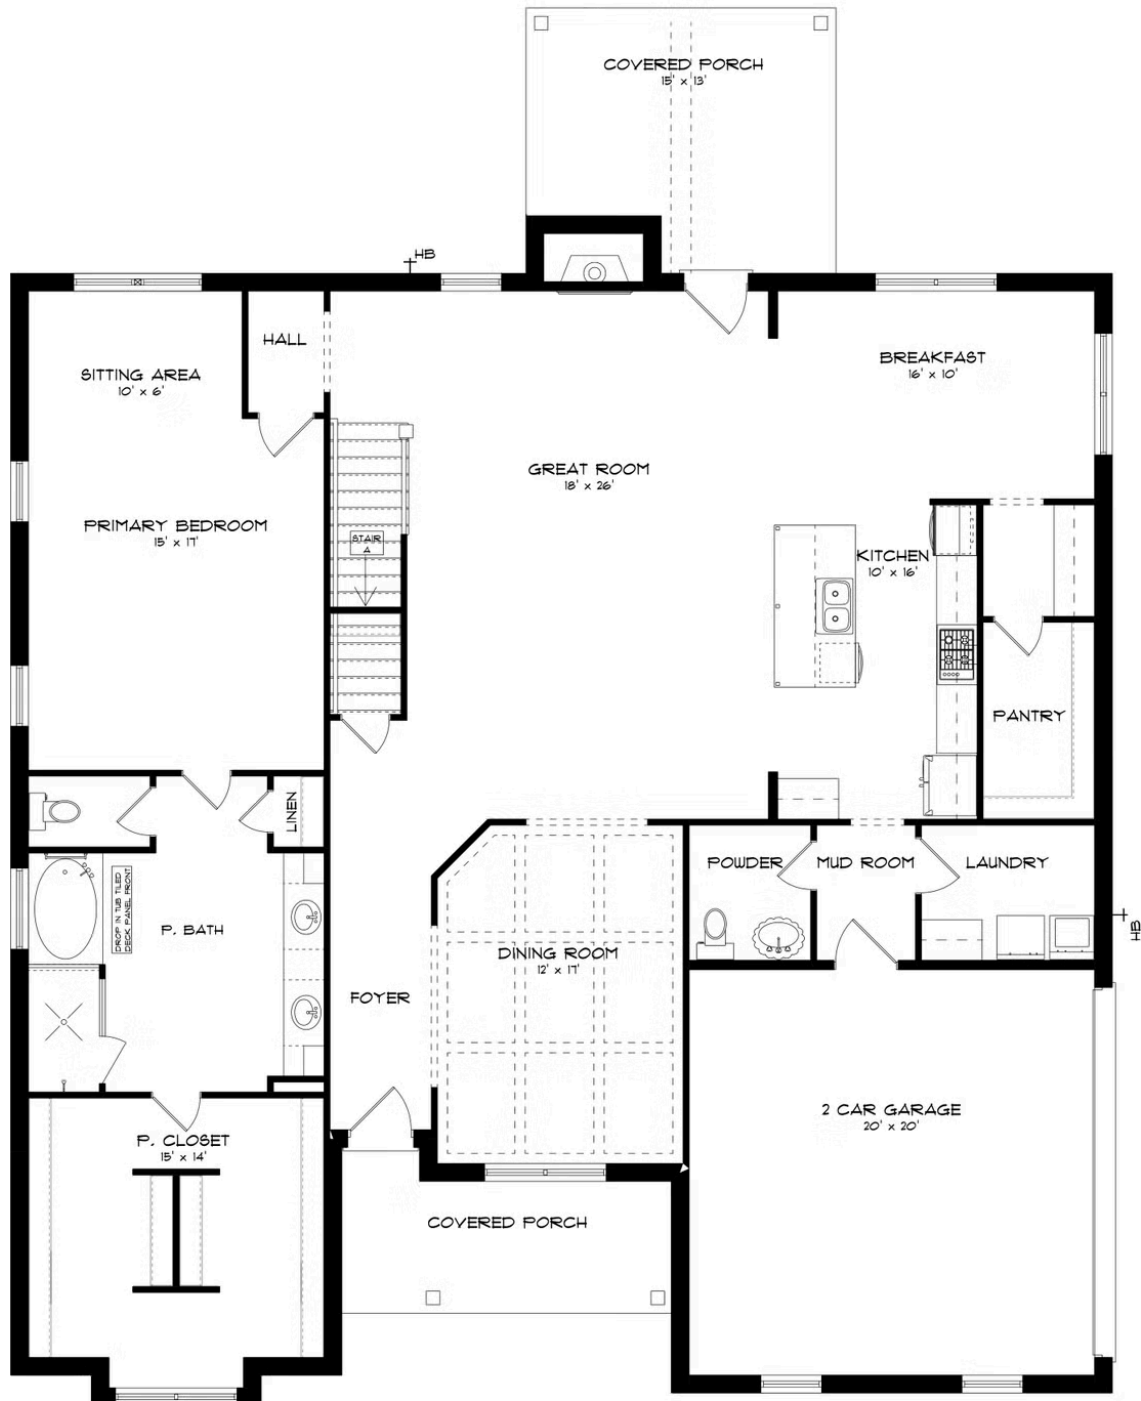 COVERED PORCH
15' x 13'
HB
HALL
SITTING AREA
10' x 6'
BREAKFAST
16' x 10'
GREAT ROOM
18' x 26'
PRIMARY BEDROOM
15' x 17'
STAIR
A
KITCHEN
10' x 16'
PANTRY
LINEN
POWDER
MUD ROOM
LAUNDRY
DROP IN TUB TILED
DECK, PANEL FRONT
P. BATH
HB
DINING ROOM
12' x 17'
FOYER
2 CAR GARAGE
20' x 20'
P. CLOSET
15' x 14'
COVERED PORCH